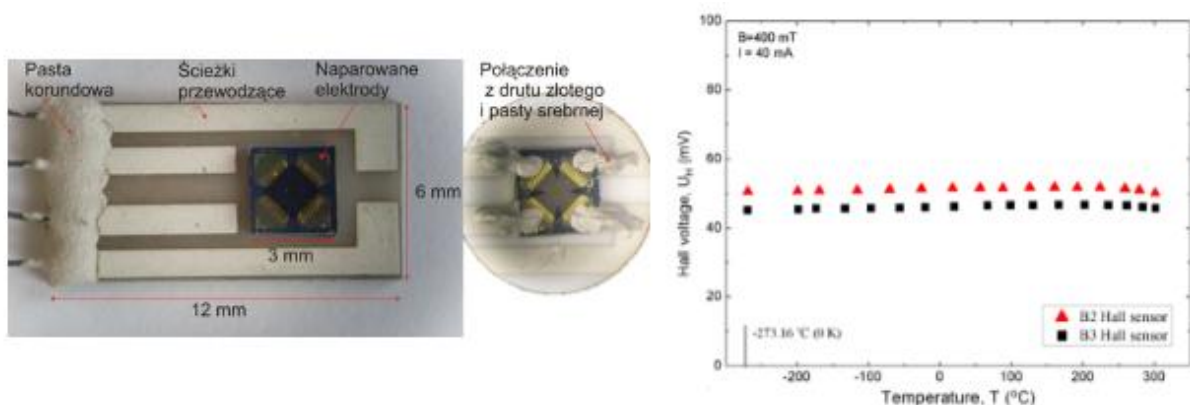 Pasta
korundowa
Ścieżki
przewodzące
Naparowane
elektrody
Połączenie
z drutu złotego
i pasty srebrnej
6 mm
3 mm
12 mm
B=400 mT
I = 40 mA
Hall voltage, U_H (mV)
100
80
60
40
20
0
B2 Hall sensor
B3 Hall sensor
-273.16 °C (0 K)
-200 -100 0 100 200 300
Temperature, T (°C)